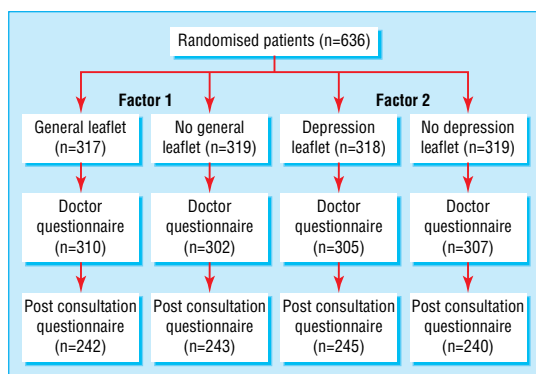 Randomised patients (n=636)
Factor 1
Factor 2
General leaflet
(n=317)
No general
leaflet (n=319)
Depression
leaflet (n=318)
No depression
leaflet (n=319)
Doctor
questionnaire
(n=310)
Doctor
questionnaire
(n=302)
Doctor
questionnaire
(n=305)
Doctor
questionnaire
(n=307)
Post consultation
questionnaire
(n=242)
Post consultation
questionnaire
(n=243)
Post consultation
questionnaire
(n=245)
Post consultation
questionnaire
(n=240)